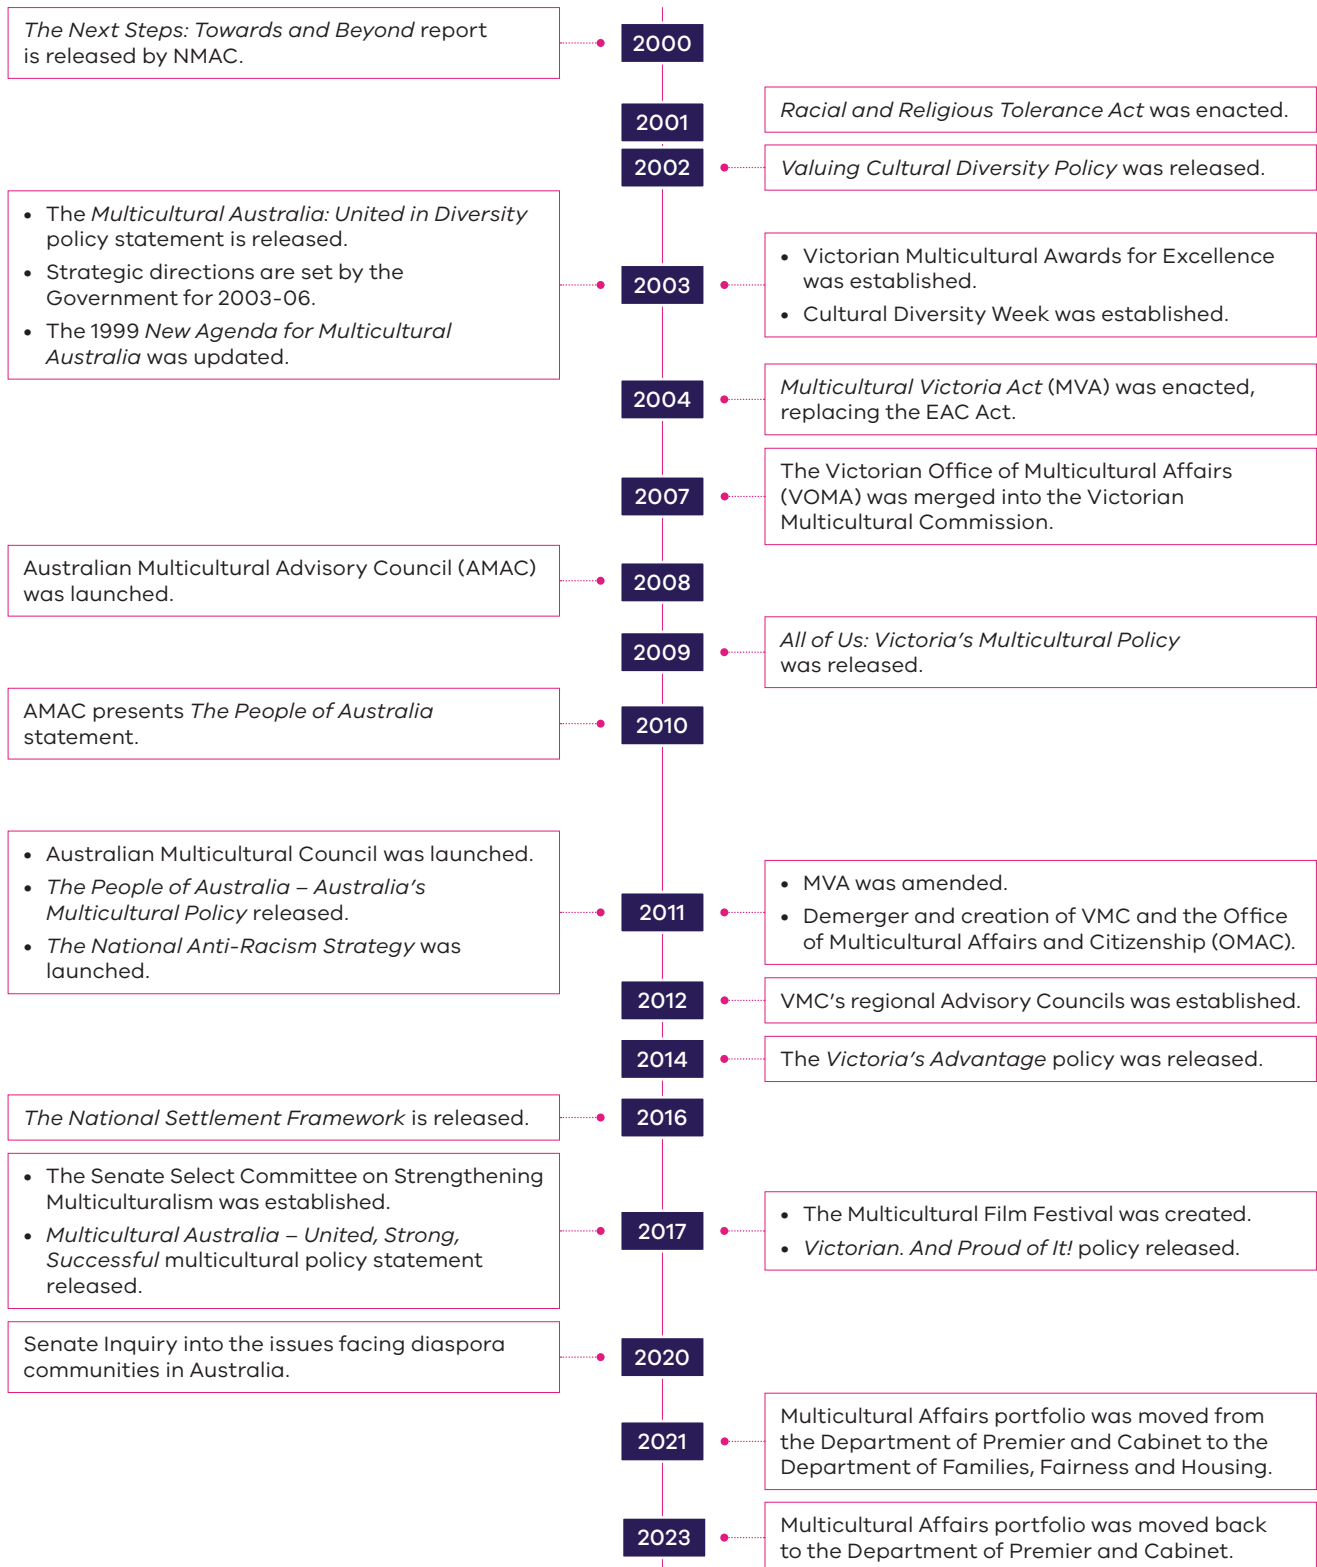 The Next Steps: Towards and Beyond report
is released by NMAC.
2000
2001
Racial and Religious Tolerance Act was enacted.
2002
Valuing Cultural Diversity Policy was released.
• The Multicultural Australia: United in Diversity
policy statement is released.
• Strategic directions are set by the
Government for 2003-06.
• The 1999 New Agenda for Multicultural
Australia was updated.
2003
• Victorian Multicultural Awards for Excellence
was established.
• Cultural Diversity Week was established.
2004
Multicultural Victoria Act (MVA) was enacted,
replacing the EAC Act.
2007
The Victorian Office of Multicultural Affairs
(VOMA) was merged into the Victorian
Multicultural Commission.
Australian Multicultural Advisory Council (AMAC)
was launched.
2008
2009
All of Us: Victoria's Multicultural Policy
was released.
AMAC presents The People of Australia
statement.
2010
• Australian Multicultural Council was launched.
• The People of Australia – Australia's
Multicultural Policy released.
• The National Anti-Racism Strategy was
launched.
2011
• MVA was amended.
• Demerger and creation of VMC and the Office
of Multicultural Affairs and Citizenship (OMAC).
2012
VMC's regional Advisory Councils was established.
2014
The Victoria's Advantage policy was released.
The National Settlement Framework is released.
2016
• The Senate Select Committee on Strengthening
Multiculturalism was established.
• Multicultural Australia – United, Strong,
Successful multicultural policy statement
released.
2017
• The Multicultural Film Festival was created.
• Victorian. And Proud of It! policy released.
Senate Inquiry into the issues facing diaspora
communities in Australia.
2020
2021
Multicultural Affairs portfolio was moved from
the Department of Premier and Cabinet to the
Department of Families, Fairness and Housing.
2023
Multicultural Affairs portfolio was moved back
to the Department of Premier and Cabinet.